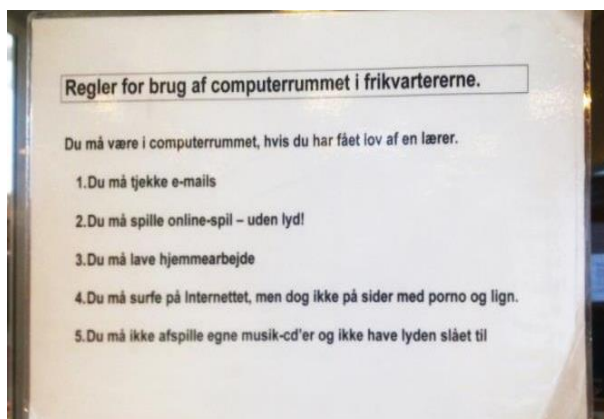 Regler for brug af computerrummet i frikvartererne.
Du må være i computerrummet, hvis du har fået lov af en lærer.
1.Du må tjekke e-mails
2.Du må spille online-spil – uden lyd!
3.Du må lave hjemmearbejde
4.Du må surfe på Internettet, men dog ikke på sider med porno og lign.
5.Du må ikke afspille egne musik-cd'er og ikke have lyden slået til